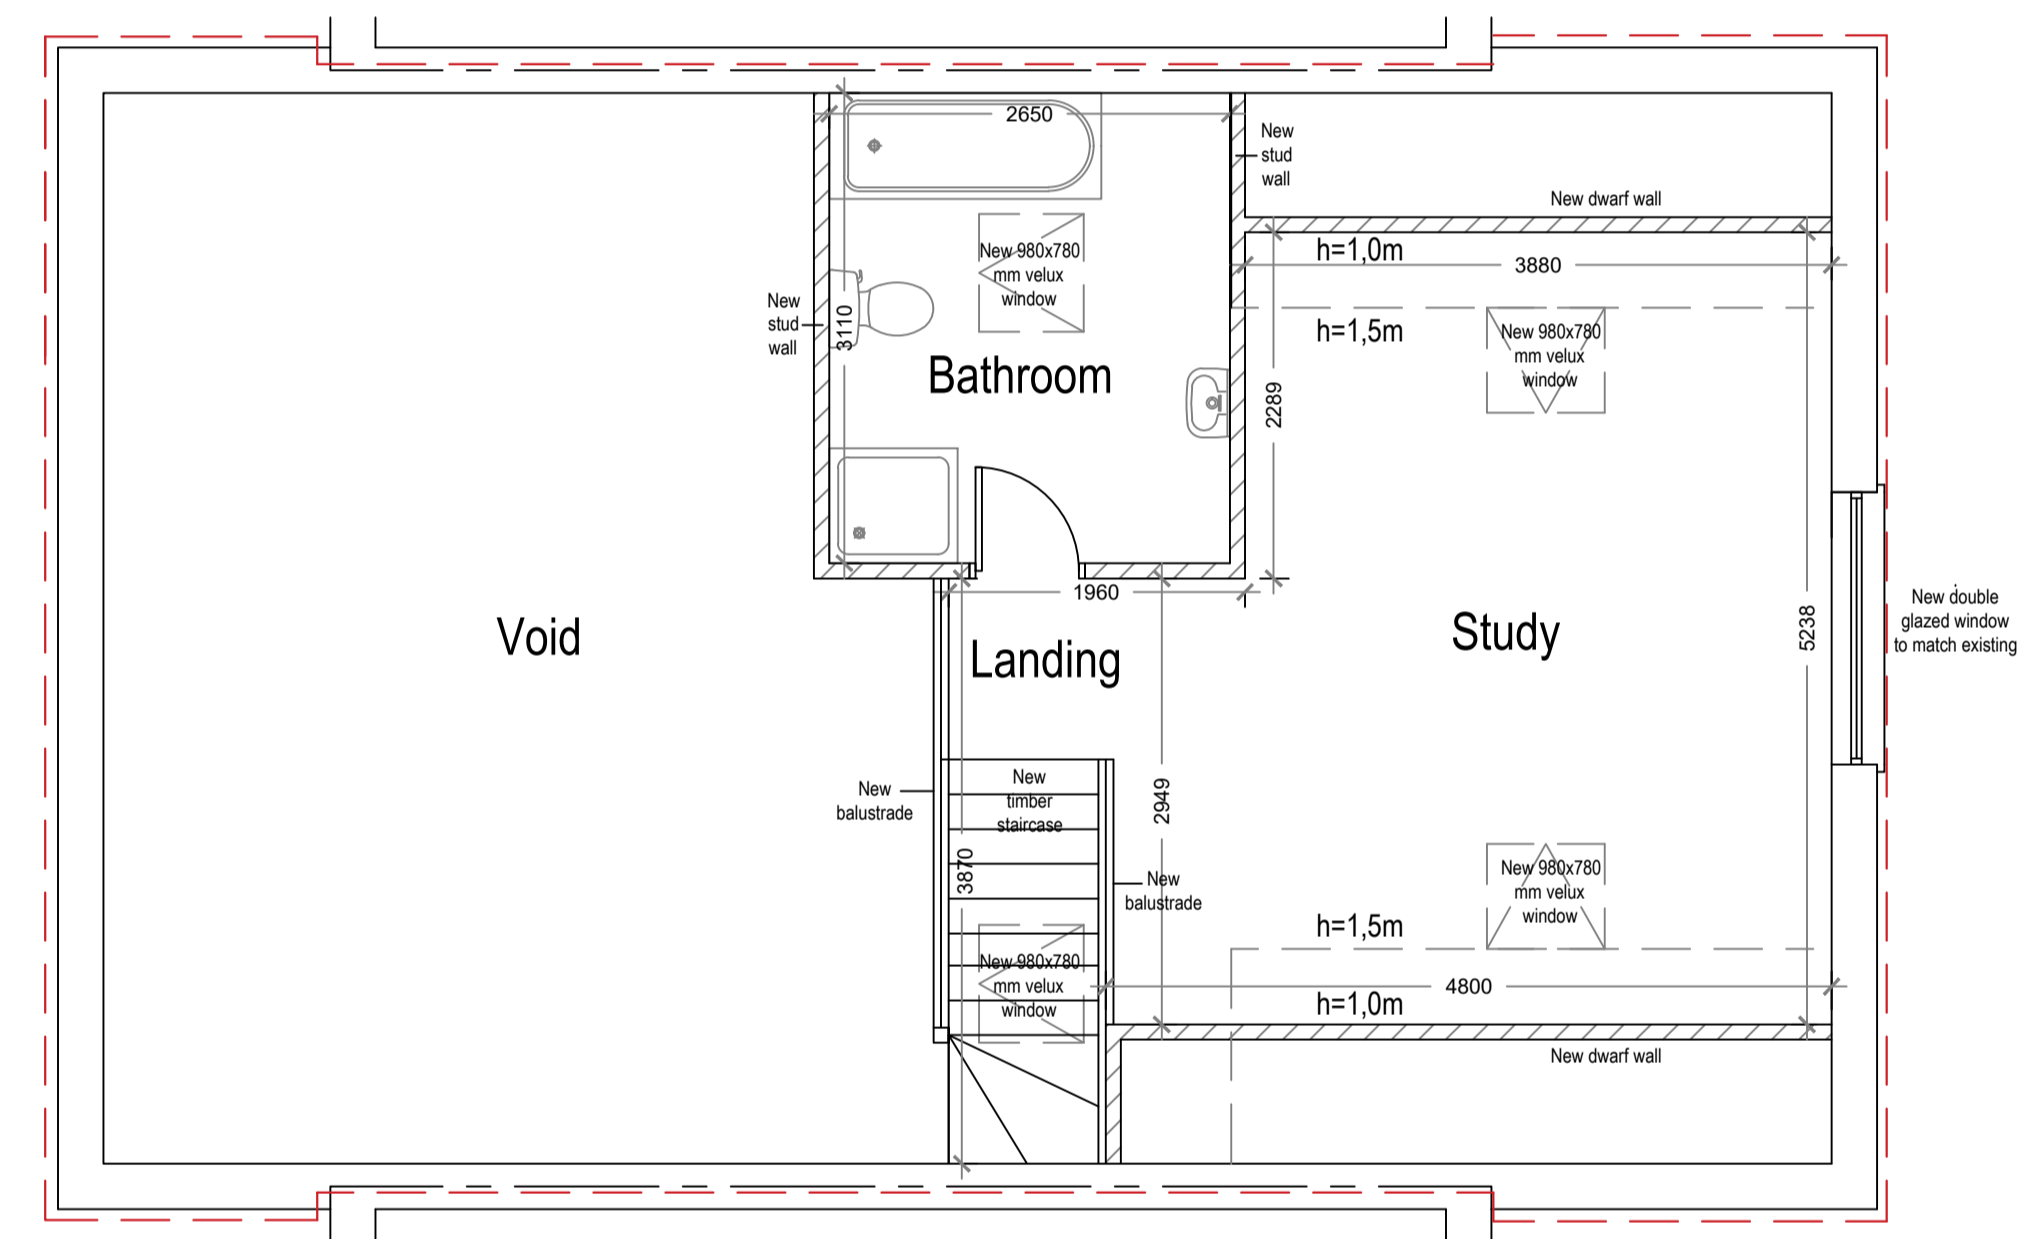 2650
New
stud
wall
New dwarf wall
h=1,0m
3880
New 980x780
mm velux
window
New
stud
wall
3110
h=1,5m
New 980x780
mm velux
window
Bathroom
2289
1960
Void
Landing
Study
5238
New double
glazed window
to match existing
New
timber
staircase
New
balustrade
2949
3870
New
balustrade
New 980x780
mm velux
window
h=1,5m
New 980x780
mm velux
window
4800
h=1,0m
New dwarf wall